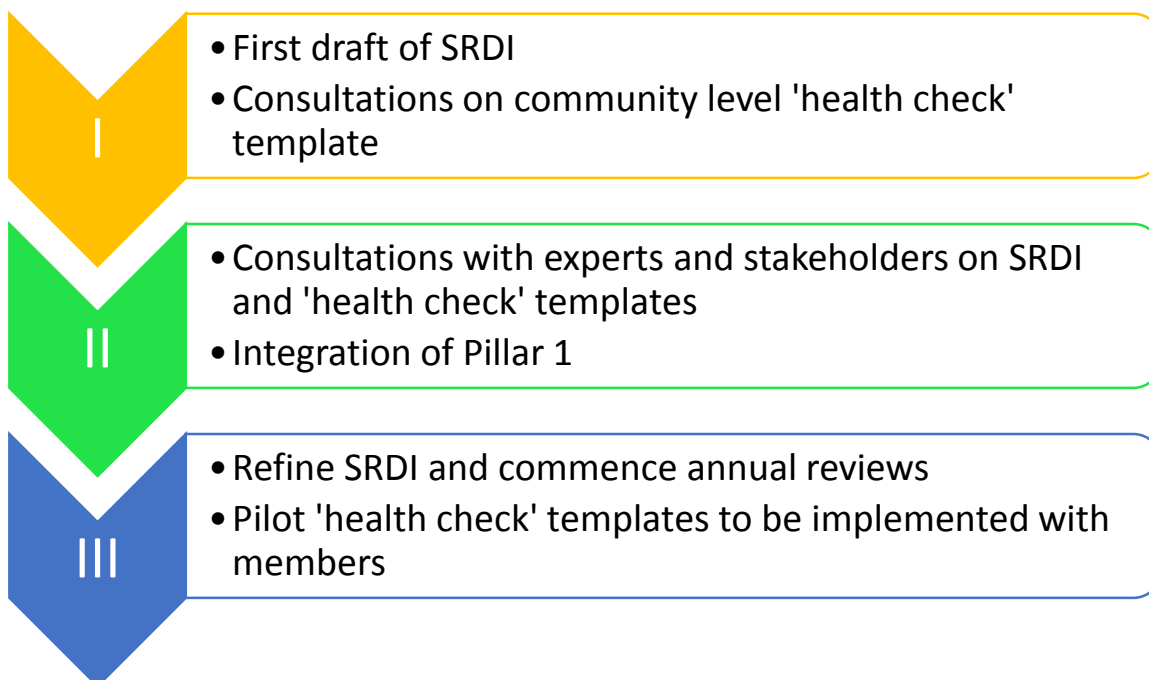 I
• First draft of SRDI
• Consultations on community level 'health check'
template
II
• Consultations with experts and stakeholders on SRDI
and 'health check' templates
• Integration of Pillar 1
III
• Refine SRDI and commence annual reviews
• Pilot 'health check' templates to be implemented with
members